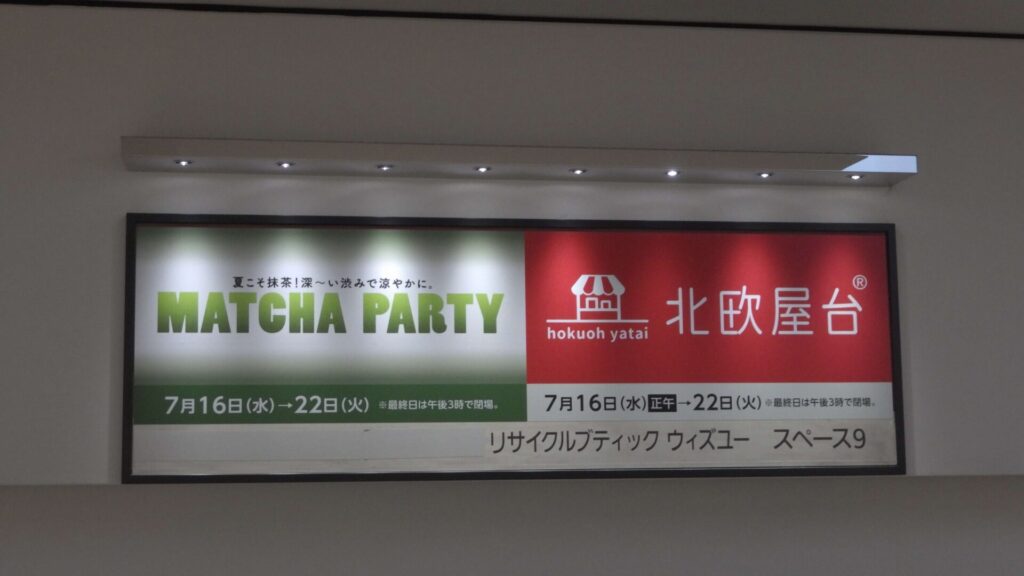 夏こそ抹茶!深〜い渋みで涼やかに。
MATCHA PARTY
7月16日(水)→22日(火) ※最終日は午後3時で閉場。
hokuoh yatai
北欧屋台®
7月16日(水)正午→22日(火) ※最終日は午後3時で閉場。
リサイクルブティック ウィズユー スペース9